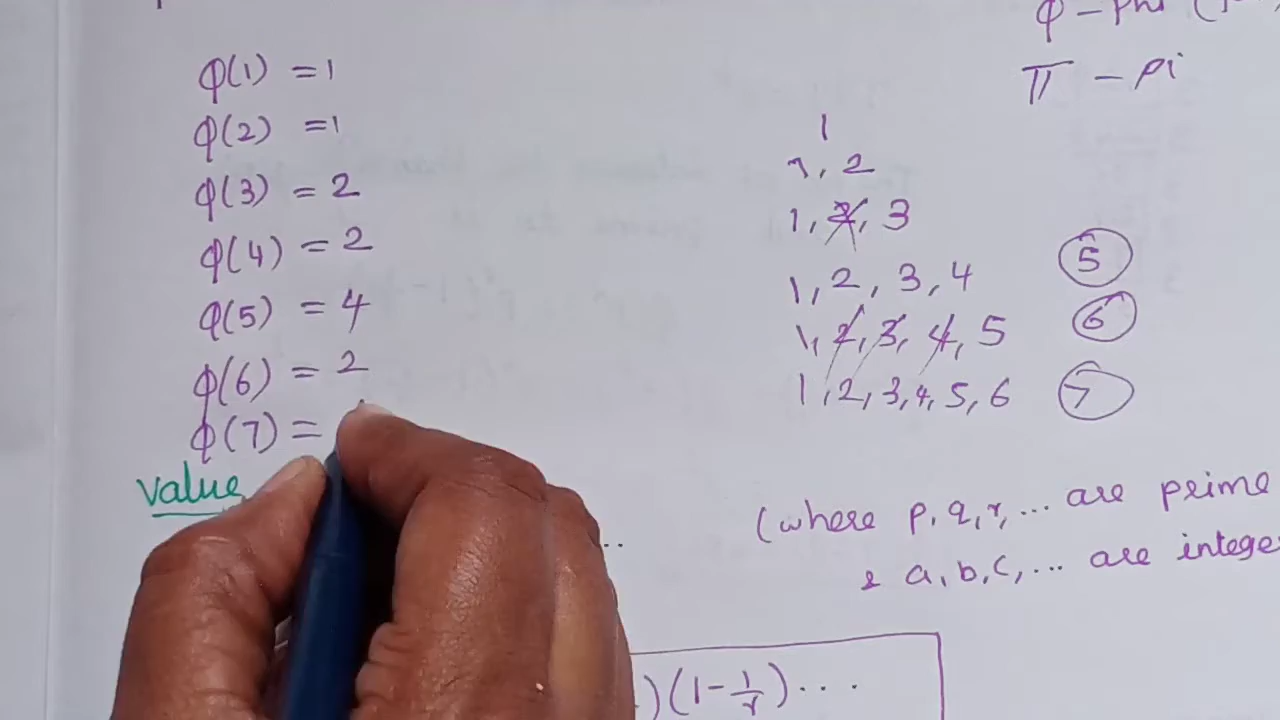 φ - phi (
π - pi
φ(1) = 1
φ(2) = 1
φ(3) = 2
φ(4) = 2
φ(5) = 4
φ(6) = 2
φ(7) =
1
1, 2
1, 2, 3
1, 2, 3, 4
1, 2, 3, 4, 5
1, 2, 3, 4, 5, 6
5
6
7
Value
..
(where p, q, r, ... are prime
& a, b, c, ... are intege
)(1-1/r)....